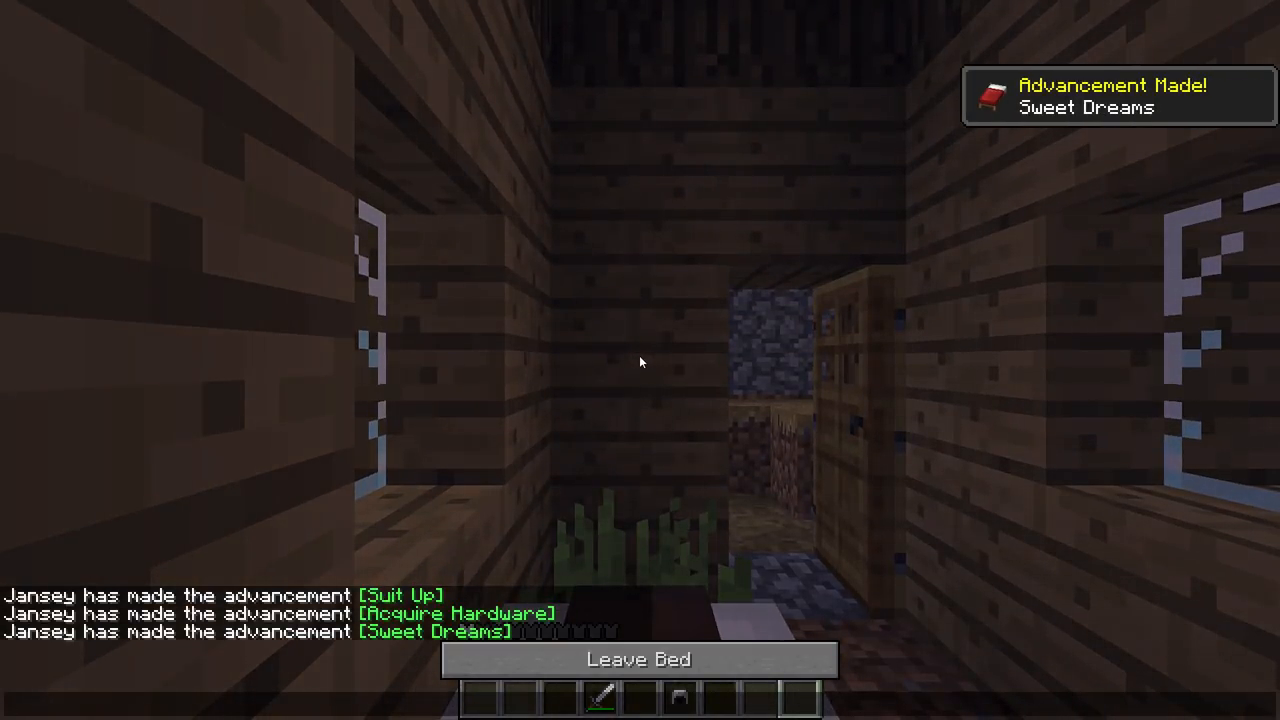 Advancement Made!
Sweet Dreams
Jansey has made the advancement [Suit Up]
Jansey has made the advancement [Acquire Hardware]
Jansey has made the advancement [Sweet Dreams]
Leave Bed